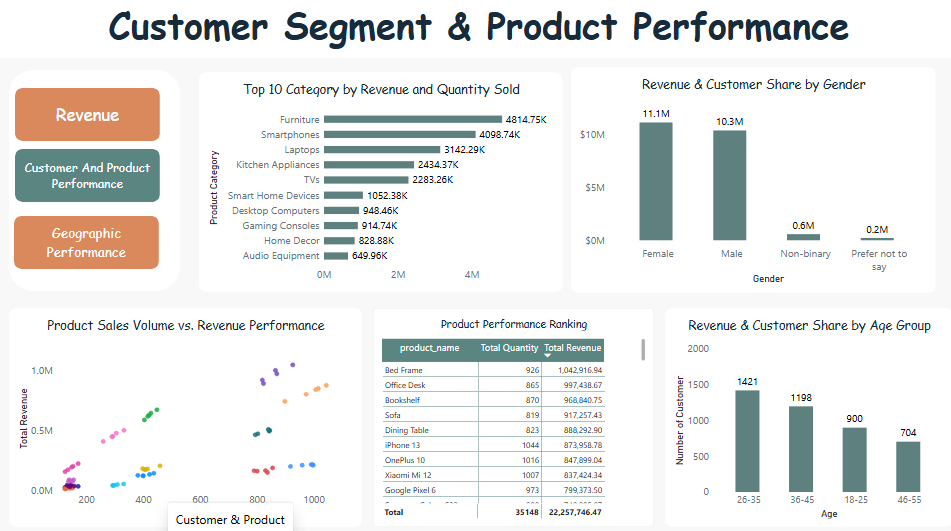 Customer Segment & Product Performance
Revenue
Customer And Product
Performance
Geographic
Performance
Top 10 Category by Revenue and Quantity Sold
Product Category
Furniture 4814.75K
Smartphones 4098.74K
Laptops 3142.29K
Kitchen Appliances 2434.37K
TVs 2283.26K
Smart Home Devices 1052.38K
Desktop Computers 948.46K
Gaming Consoles 914.74K
Home Decor 828.88K
Audio Equipment 649.96K
0M 2M 4M
Revenue & Customer Share by Gender
11.1M 10.3M 0.6M 0.2M
$10M
$5M
$0M
Female Male Non-binary Prefer not to
say
Gender
Product Sales Volume vs. Revenue Performance
Total Revenue
1.0M
0.5M
0.0M
200 400 600 800 1000
Customer & Product
Product Performance Ranking
product_name Total Quantity Total Revenue
Bed Frame 926 1,042,916.94
Office Desk 865 997,438.67
Bookshelf 870 968,840.75
Sofa 819 917,257.43
Dining Table 823 888,292.90
iPhone 13 1044 873,958.78
OnePlus 10 1016 847,899.04
Xiaomi Mi 12 1007 837,424.34
Google Pixel 6 973 799,373.50
Total 35148 22,257,746.47
Revenue & Customer Share by Age Group
Number of Customer
2000
1500
1000
500
0
1421 1198 900 704
26-35 36-45 18-25 46-55
Age